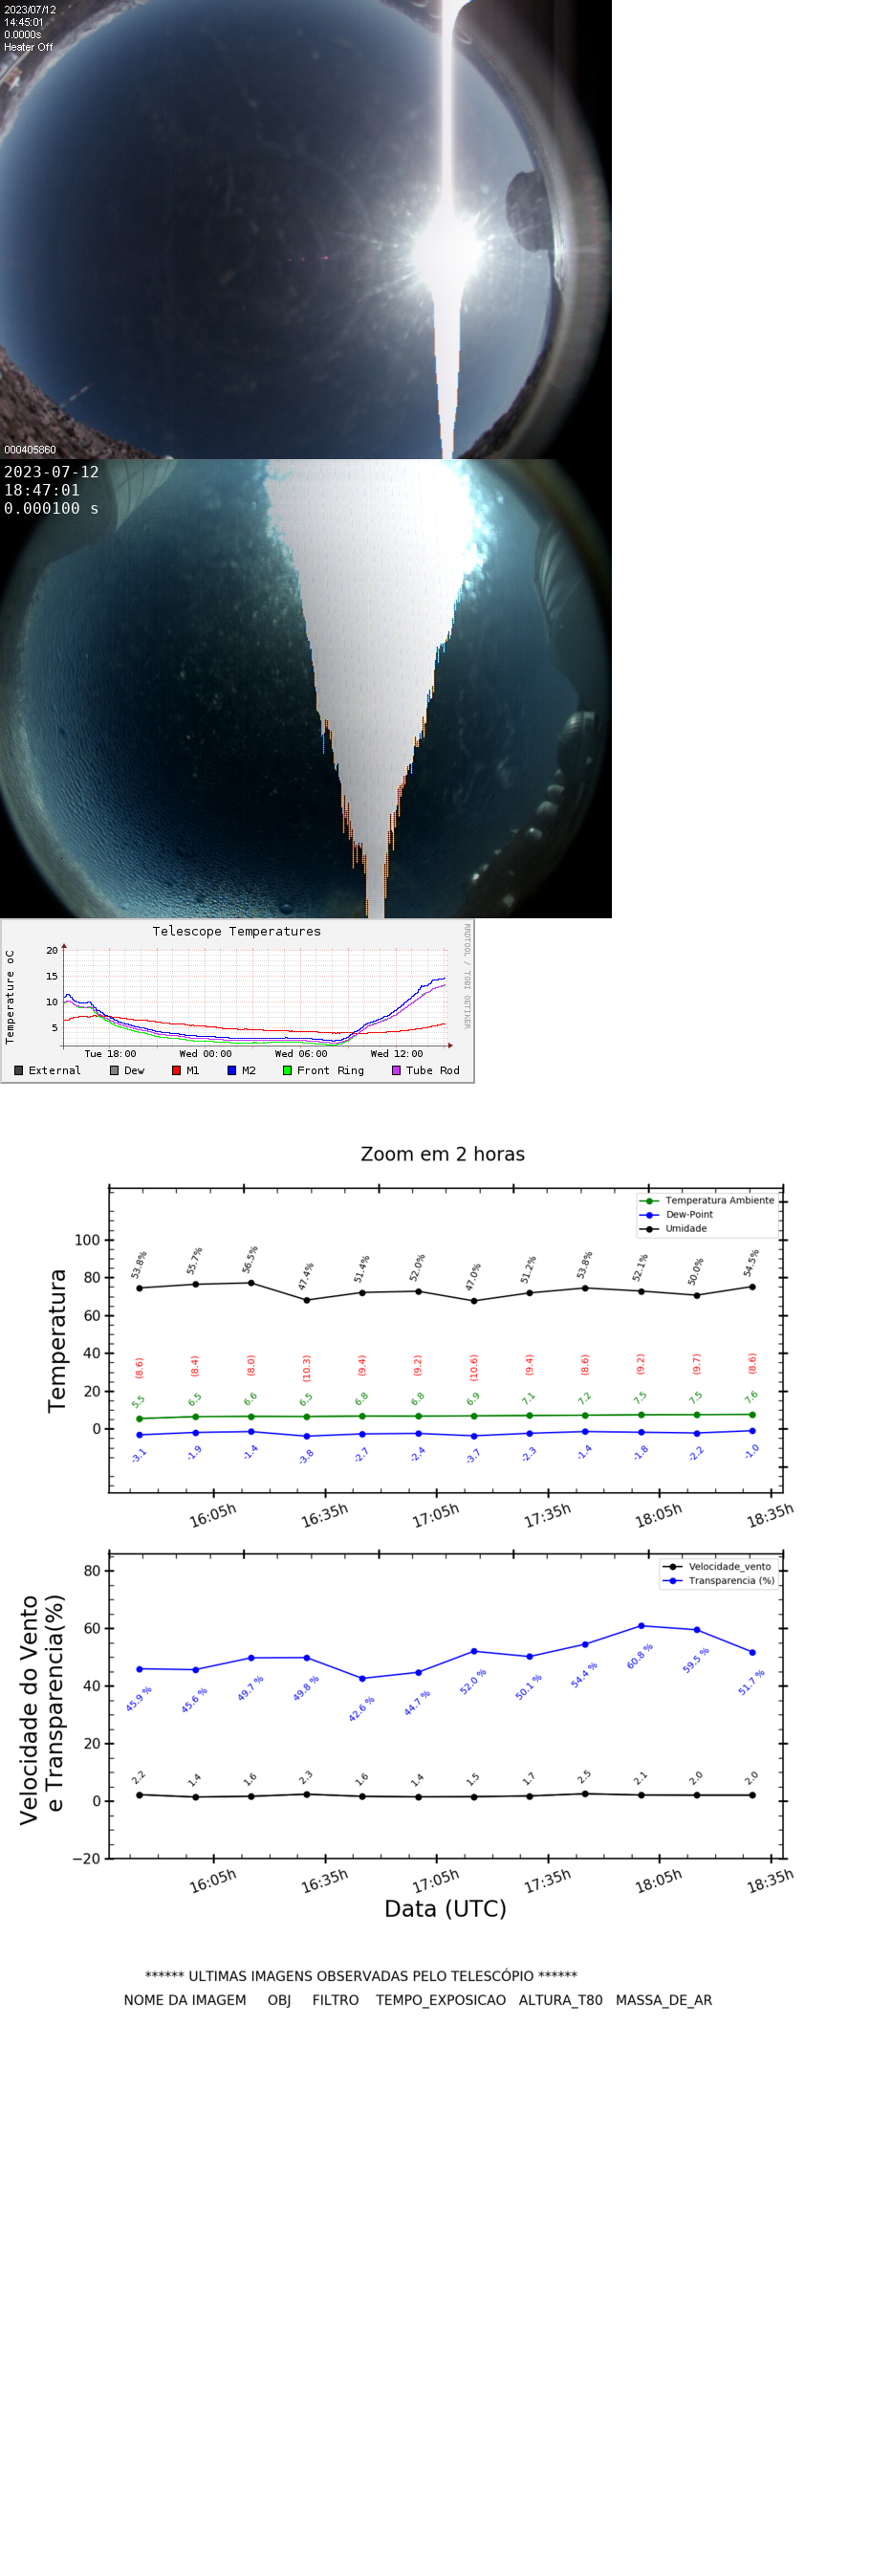 2023/07/12
14:45:01
0.0000s
Heater Off
000405860
2023-07-12
18:47:01
0.000100 s
Telescope Temperatures
RRDTOOL / TOBI OETIKER
Temperature oC
20
15
10
5
Tue 18:00 Wed 00:00 Wed 06:00 Wed 12:00
External Dew M1 M2 Front Ring Tube Rod
Zoom em 2 horas
Temperatura
Temperatura Ambiente
Dew-Point
Umidade
100
80
60
40
20
0
53.8% 55.7% 56.5% 47.4% 51.4% 52.0% 47.0% 51.2% 53.8% 52.1% 50.0% 54.5%
(8.6) (8.4) (8.0) (10.3) (9.4) (9.2) (10.6) (9.4) (8.6) (9.2) (9.7) (8.6)
5.5 6.5 6.6 6.5 6.8 6.8 6.9 7.1 7.2 7.5 7.5 7.6
-3.1 -1.9 -1.4 -3.8 -2.7 -2.4 -3.7 -2.3 -1.4 -1.8 -2.2 -1.0
16:05h 16:35h 17:05h 17:35h 18:05h 18:35h
Velocidade do Vento
e Transparencia(%)
Velocidade_vento
Transparencia (%)
80
60
40
20
0
−20
45.9 % 45.6 % 49.7 % 49.8 % 42.6 % 44.7 % 52.0 % 50.1 % 54.4 % 60.8 % 59.5 % 51.7 %
2.2 1.4 1.6 2.3 1.6 1.4 1.5 1.7 2.5 2.1 2.0 2.0
16:05h 16:35h 17:05h 17:35h 18:05h 18:35h
Data (UTC)
****** ULTIMAS IMAGENS OBSERVADAS PELO TELESCÓPIO ******
NOME DA IMAGEM OBJ FILTRO TEMPO_EXPOSICAO ALTURA_T80 MASSA_DE_AR